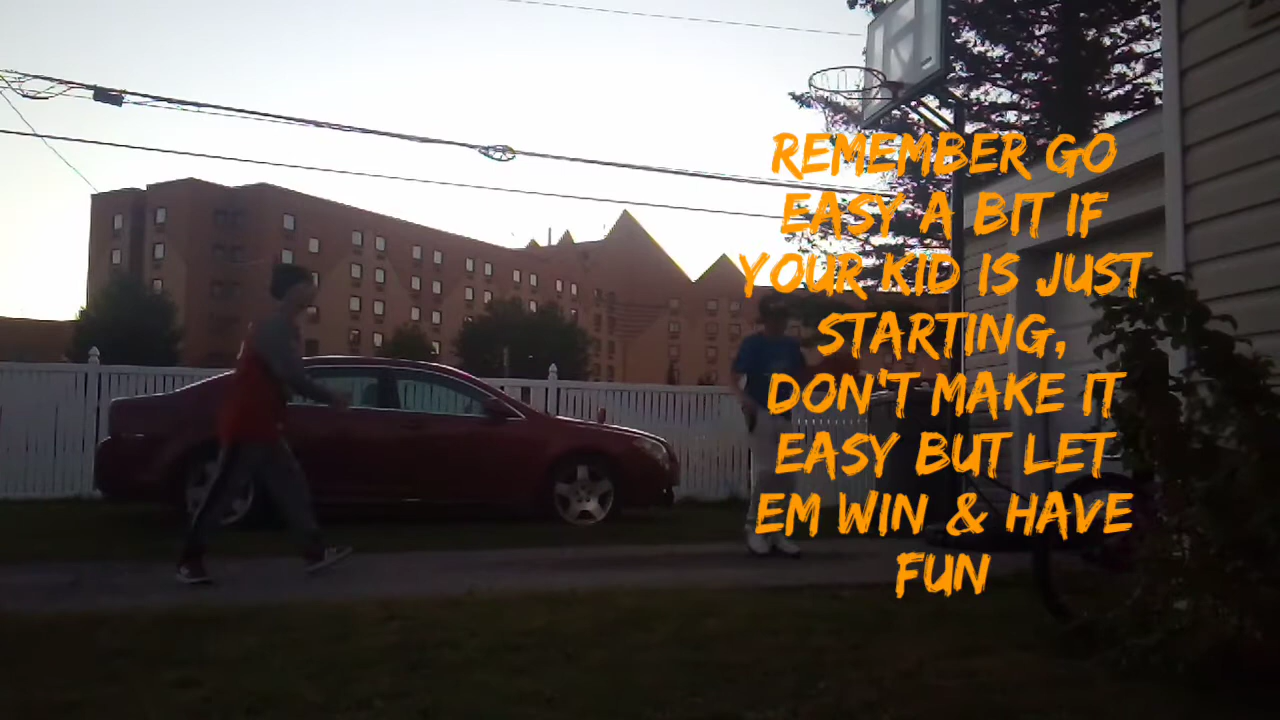 REMEMBER GO
EASY A BIT IF
YOUR KID IS JUST
STARTING,
DON'T MAKE IT
EASY BUT LET
EM WIN & HAVE
FUN